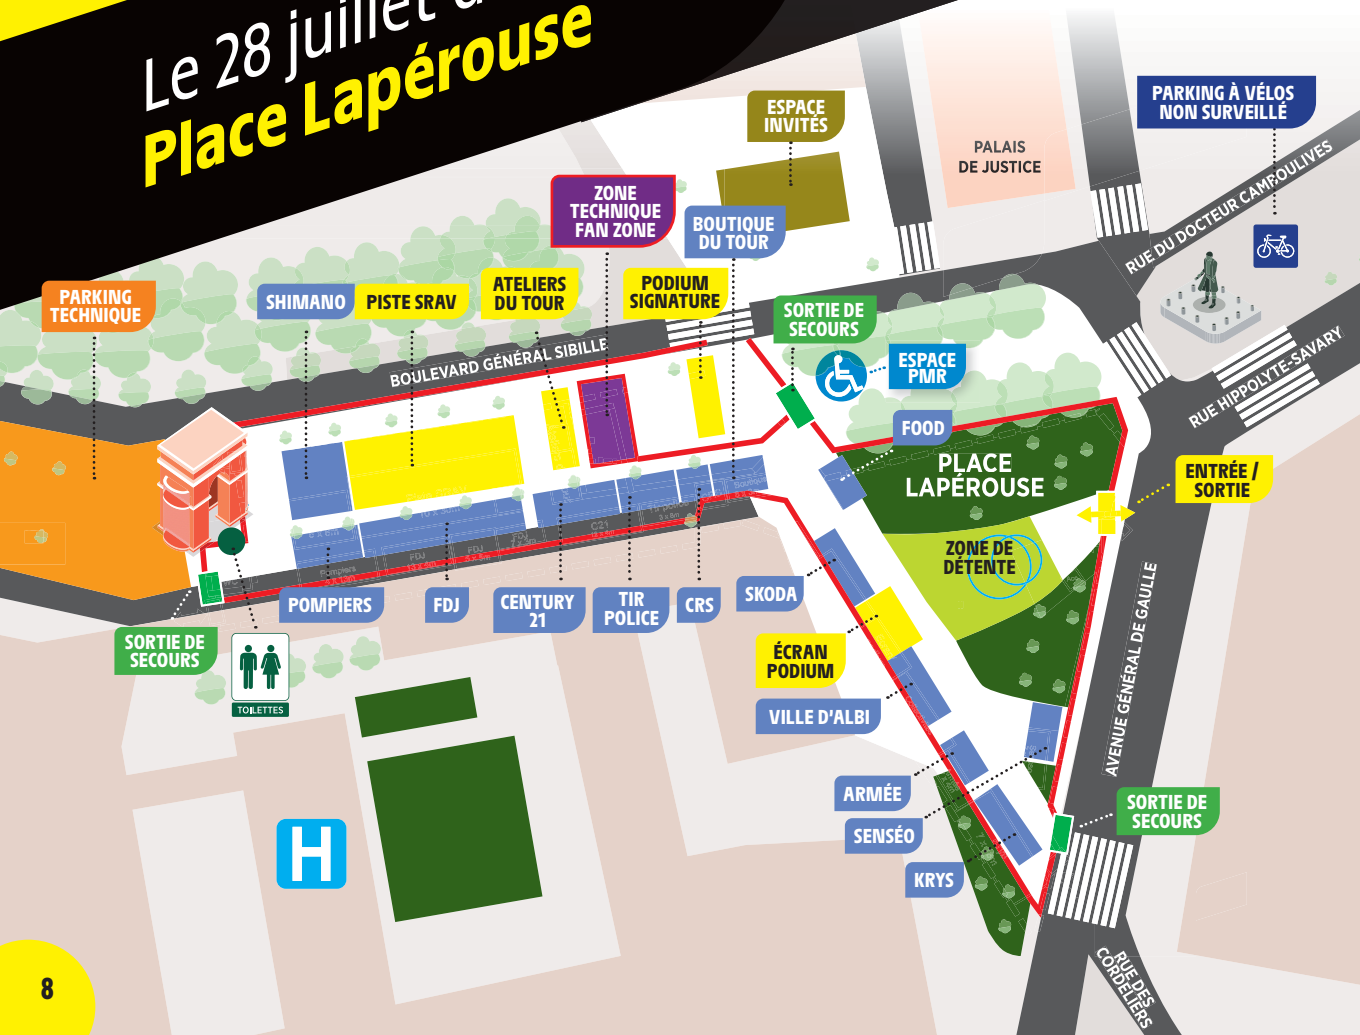 Le 28 juillet
Place Lapérouse
ESPACE
INVITÉS
PALAIS
DE JUSTICE
PARKING À VÉLOS
NON SURVEILLÉ
RUE DU DOCTEUR CAMBOULIVES
ZONE
TECHNIQUE
FAN ZONE
BOUTIQUE
DU TOUR
PARKING
TECHNIQUE
SHIMANO
PISTE SRAV
ATELIERS
DU TOUR
PODIUM
SIGNATURE
SORTIE DE
SECOURS
BOULEVARD GÉNÉRAL SIBILLE
ESPACE
PMR
RUE HIPPOLYTE-SAVARY
FOOD
PLACE
LAPÉROUSE
ENTRÉE /
SORTIE
ZONE DE
DÉTENTE
C21
FDJ
FDJ
Pompiers
POMPIERS
FDJ
CENTURY
21
TIR
POLICE
CRS
SKODA
SORTIE DE
SECOURS
TOILETTES
ÉCRAN
PODIUM
VILLE D'ALBI
AVENUE GÉNÉRAL DE GAULLE
ARMÉE
SENSÉO
KRYS
SORTIE DE
SECOURS
H
RUE DES
CORDELIERS
8